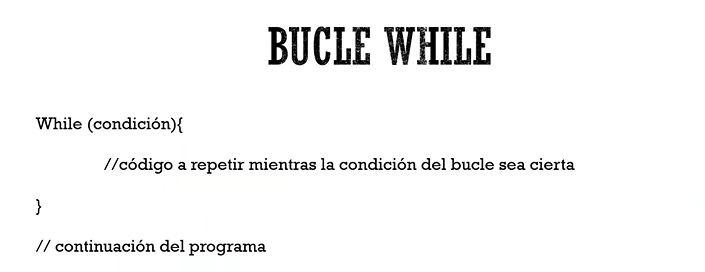 BUCLE WHILE
While (condición){
//código a repetir mientras la condición del bucle sea cierta
}
// continuación del programa